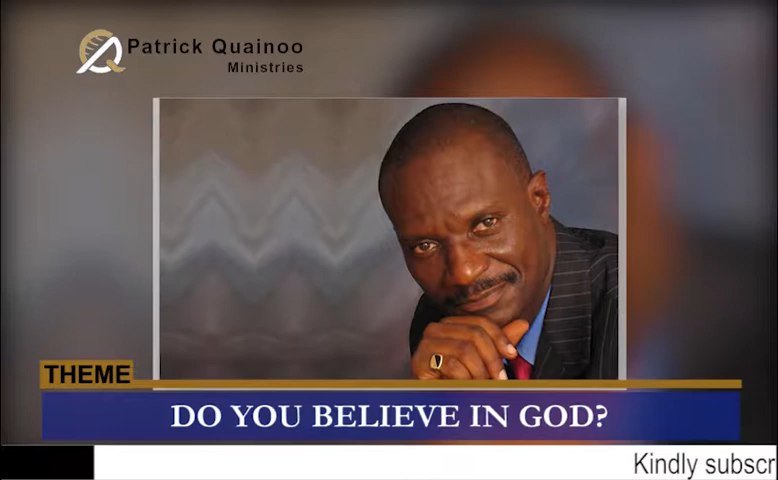 Patrick Quainoo
Ministries
THEME
DO YOU BELIEVE IN GOD?
Kindly subscr